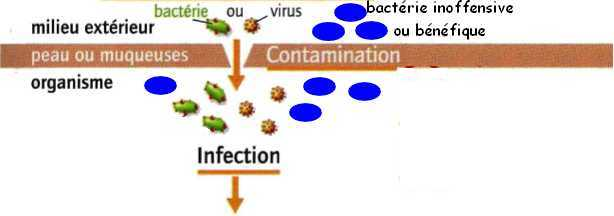 bactérie ou virus
bactérie inoffensive
ou bénéfique
milieu extérieur
peau ou muqueuses
Contamination
organisme
Infection